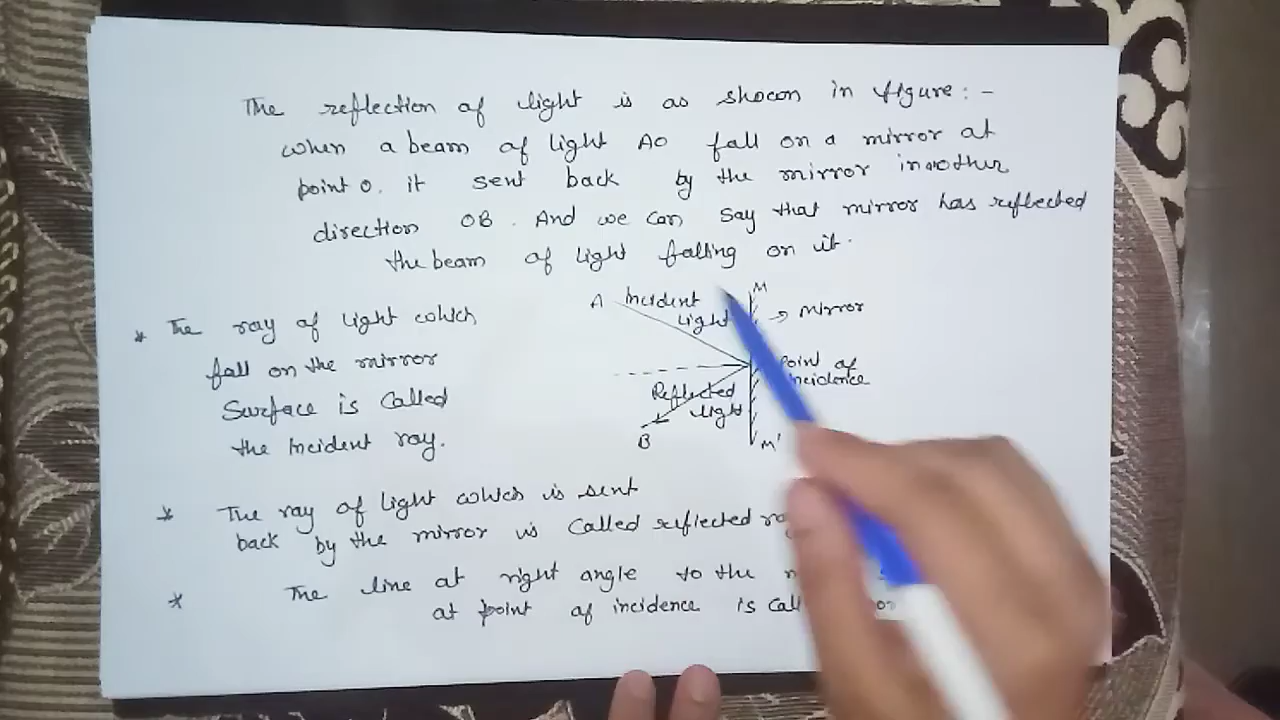 The reflection of light is as shown in figure : -
when a beam of light AO fall on a mirror at
point o. it sent back by the mirror in another
direction OB. And we can say that mirror has reflected
the beam of light falling on it.
* The ray of light which
fall on the mirror
Surface is called
the incident ray.
A Incident
Light
M
→ Mirror
Point of
incidence
Reflected
Light
B
M'
* The ray of light which is sent
back by the mirror is called reflected
* The line at right angle to the
at point of incidence is